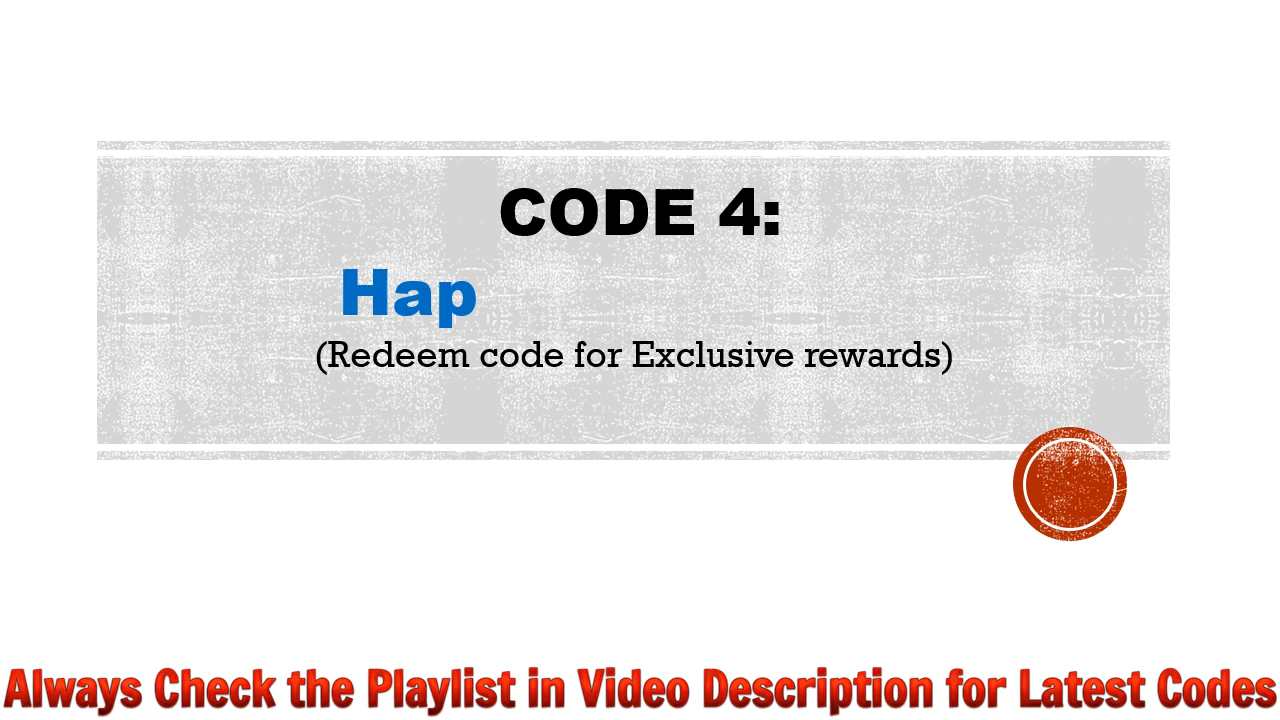 CODE 4:
Hap
(Redeem code for Exclusive rewards)
Always Check the Playlist in Video Description for Latest Codes